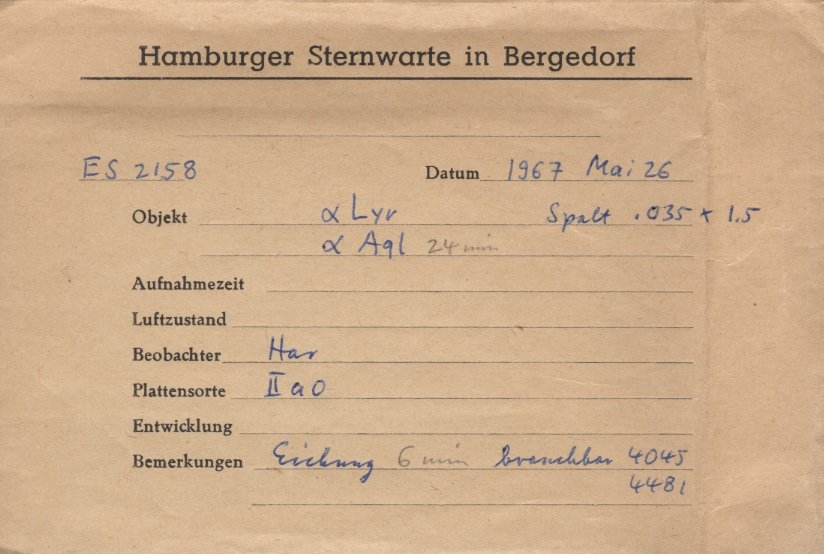 Hamburger Sternwarte in Bergedorf
ES 2158 Datum 1967 Mai 26
Objekt α Lyr Spalt .035 × 1.5
α Aql 24 min
Aufnahmezeit
Luftzustand
Beobachter Har
Plattensorte II a O
Entwicklung
Bemerkungen Eichung 6 min brauchbar 4045
4481